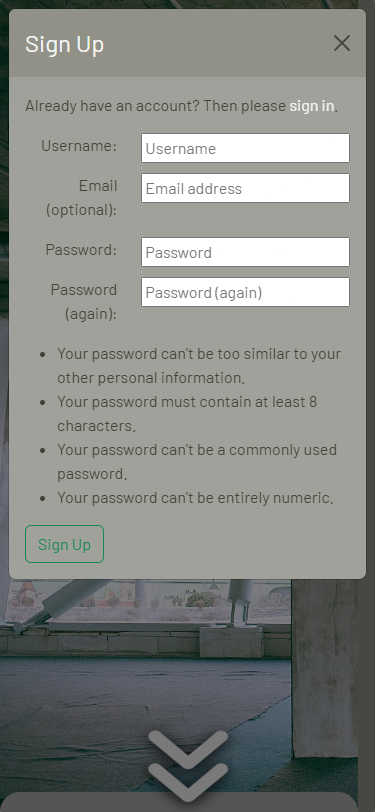 Sign Up
Already have an account? Then please sign in.
Username:
Username
Email
(optional):
Email address
Password:
Password
Password
(again):
Password (again)
Your password can’t be too similar to your
other personal information.
Your password must contain at least 8
characters.
Your password can’t be a commonly used
password.
Your password can’t be entirely numeric.
Sign Up